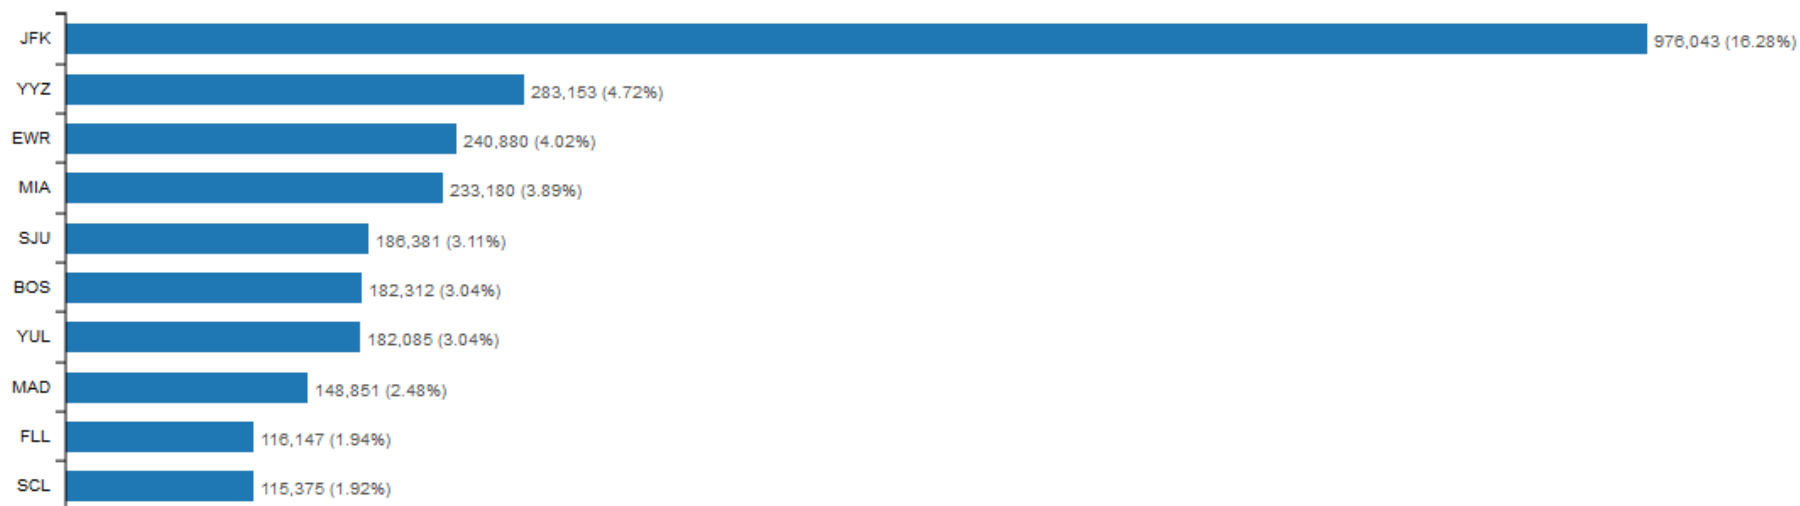 JFK 976,043 (16.28%)
YYZ 283,153 (4.72%)
EWR 240,880 (4.02%)
MIA 233,180 (3.89%)
SJU 186,381 (3.11%)
BOS 182,312 (3.04%)
YUL 182,085 (3.04%)
MAD 148,851 (2.48%)
FLL 116,147 (1.94%)
SCL 115,375 (1.92%)